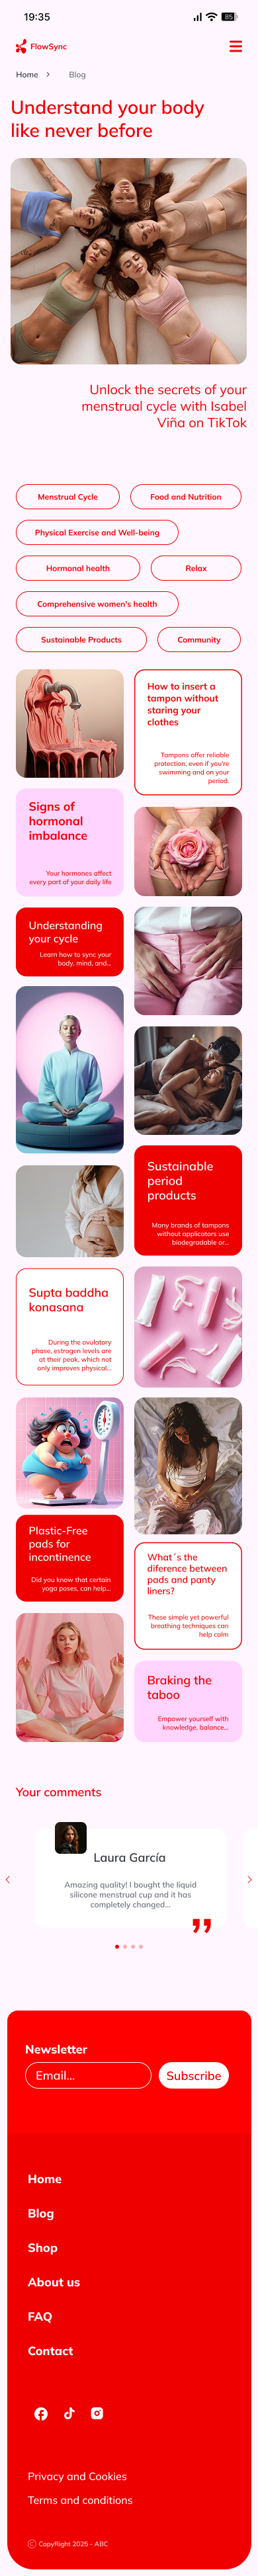 19:35
85
FlowSync
Home > Blog
Understand your body
like never before
Unlock the secrets of your
menstrual cycle with Isabel
Viña on TikTok
Menstrual Cycle
Food and Nutrition
Physical Exercise and Well-being
Hormonal health
Relax
Comprehensive women's health
Sustainable Products
Community
How to insert a
tampon without
staring your
clothes
Tampons offer reliable
protection, even if you're
swimming and on your
period.
Signs of
hormonal
imbalance
Your hormones affect
every part of your daily life
Understanding
your cycle
Learn how to sync your
body, mind, and...
Sustainable
period
products
Many brands of tampons
without applicators use
biodegradable or...
Supta baddha
konasana
During the ovulatory
phase, estrogen levels are
at their peak, which not
only improves physical...
Plastic-Free
pads for
incontinence
Did you know that certain
yoga poses, can help...
What´s the
diference between
pads and panty
liners?
These simple yet powerful
breathing techniques can
help calm
Braking the
taboo
Empower yourself with
knowledge, balance...
Your comments
Laura García
Amazing quality! I bought the liquid
silicone menstrual cup and it has
completely changed...
Newsletter
Email...
Subscribe
Home
Blog
Shop
About us
FAQ
Contact
Privacy and Cookies
Terms and conditions
© CopyRight 2025 - ABC